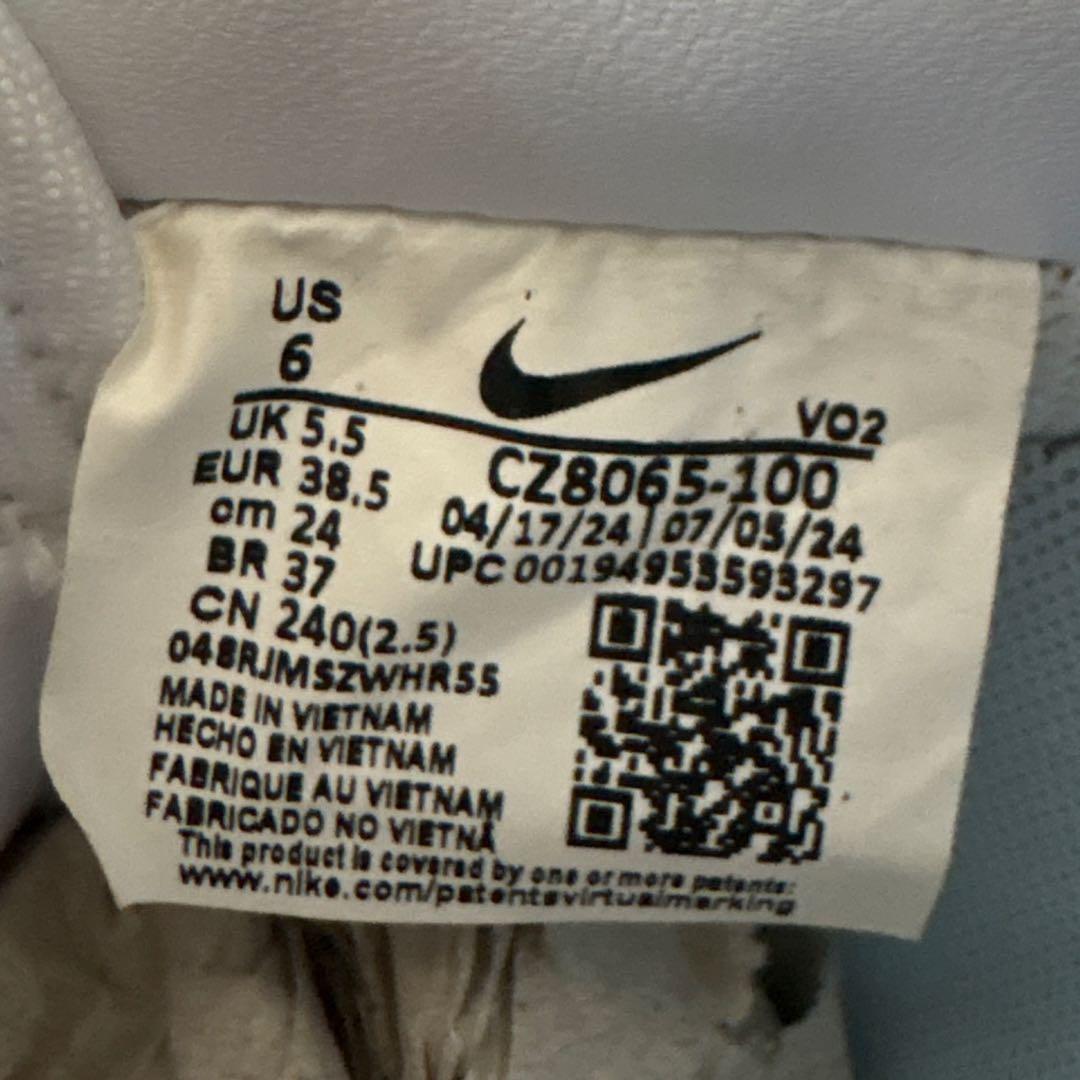 US
6
UK 5.5
EUR 38.5
cm 24
BR 37
CN 240(2.5)
048RJMSZWHR55
MADE IN VIETNAM
HECHO EN VIETNAM
FABRIQUE AU VIETNAM
FABRICADO NO VIETNÃ
This product is covered by one or more patents:
www.nike.com/patentsvirtualmarking
VO2
CZ8065-100
04/17/24 | 07/05/24
UPC 00194953593297